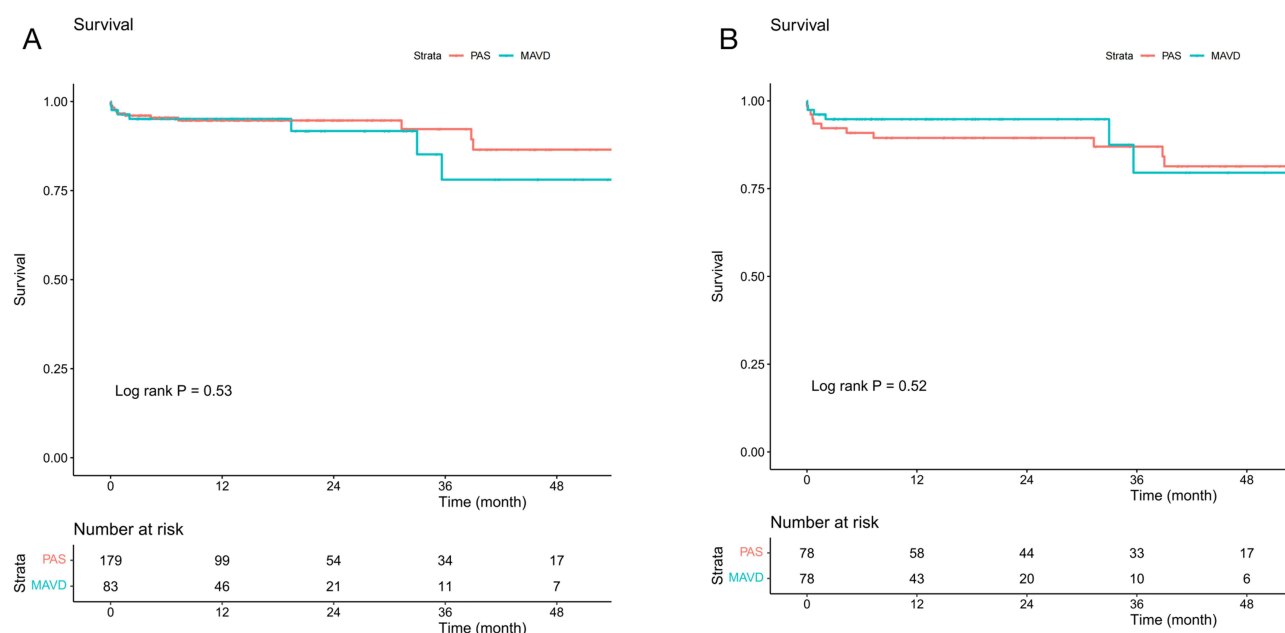 A
Survival
Strata PAS MAVD
1.00
0.75
0.50
0.25
0.00
Survival
Log rank P = 0.53
0 12 24 36 48
Time (month)
Number at risk
Strata
PAS 179 99 54 34 17
MAVD 83 46 21 11 7
0 12 24 36 48
Time (month)
B
Survival
Strata PAS MAVD
1.00
0.75
0.50
0.25
0.00
Survival
Log rank P = 0.52
0 12 24 36 48
Time (month)
Number at risk
Strata
PAS 78 58 44 33 17
MAVD 78 43 20 10 6
0 12 24 36 48
Time (month)